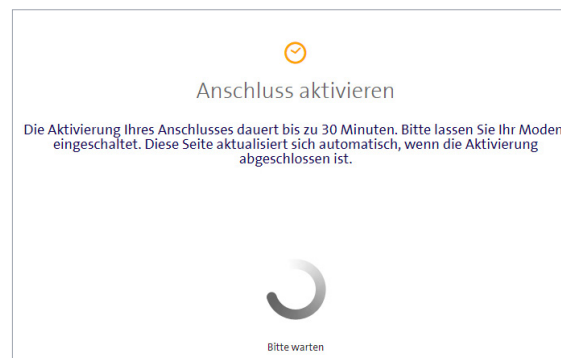 Anschluss aktivieren
Die Aktivierung Ihres Anschlusses dauert bis zu 30 Minuten. Bitte lassen Sie Ihr Modem
eingeschaltet. Diese Seite aktualisiert sich automatisch, wenn die Aktivierung
abgeschlossen ist.
Bitte warten